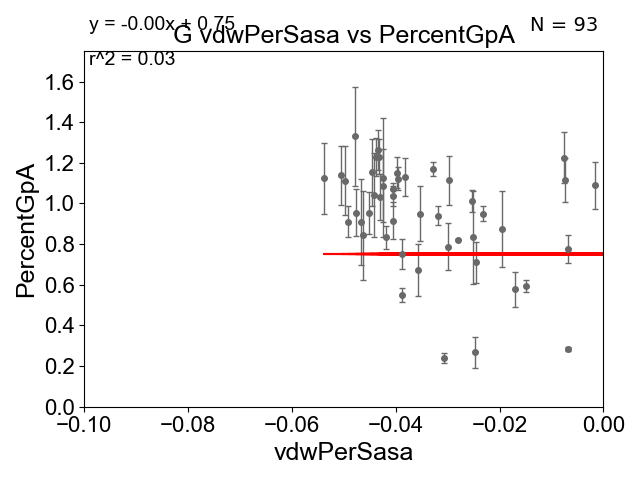 y = -0.00x + 0.75
G vdwPerSasa vs PercentGpA
N = 93
r^2 = 0.03
PercentGpA
1.6
1.4
1.2
1.0
0.8
0.6
0.4
0.2
0.0
−0.10
−0.08
−0.06
−0.04
−0.02
0.00
vdwPerSasa